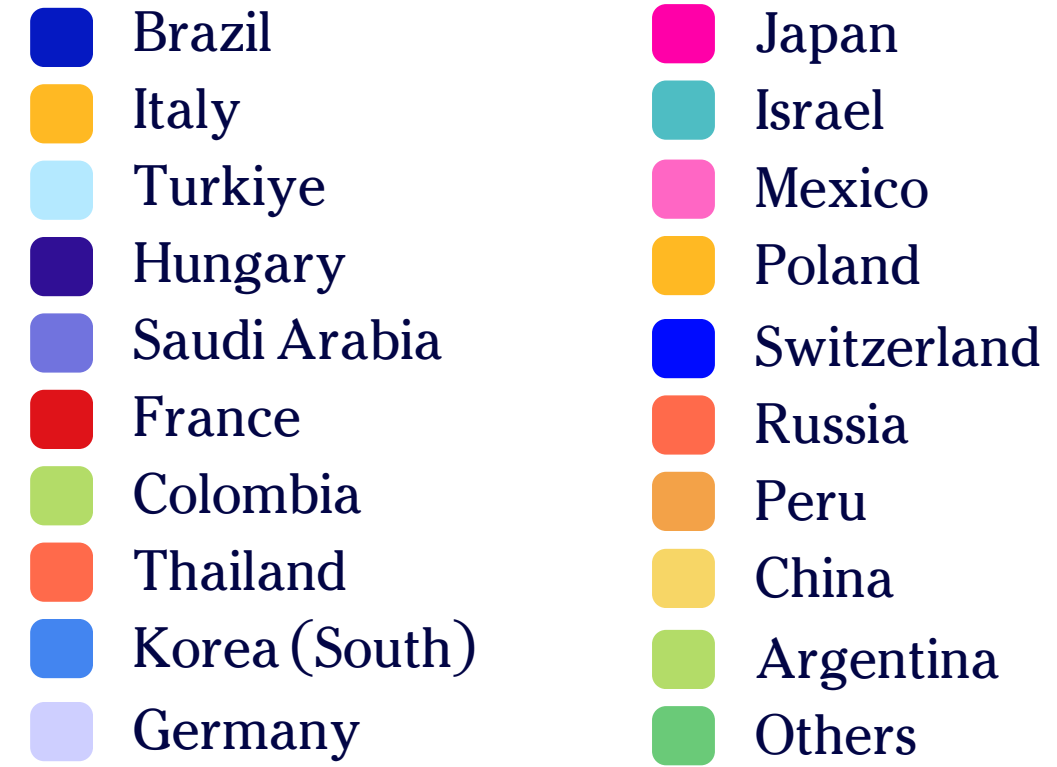 Brazil
Italy
Turkiye
Hungary
Saudi Arabia
France
Colombia
Thailand
Korea (South)
Germany
Japan
Israel
Mexico
Poland
Switzerland
Russia
Peru
China
Argentina
Others